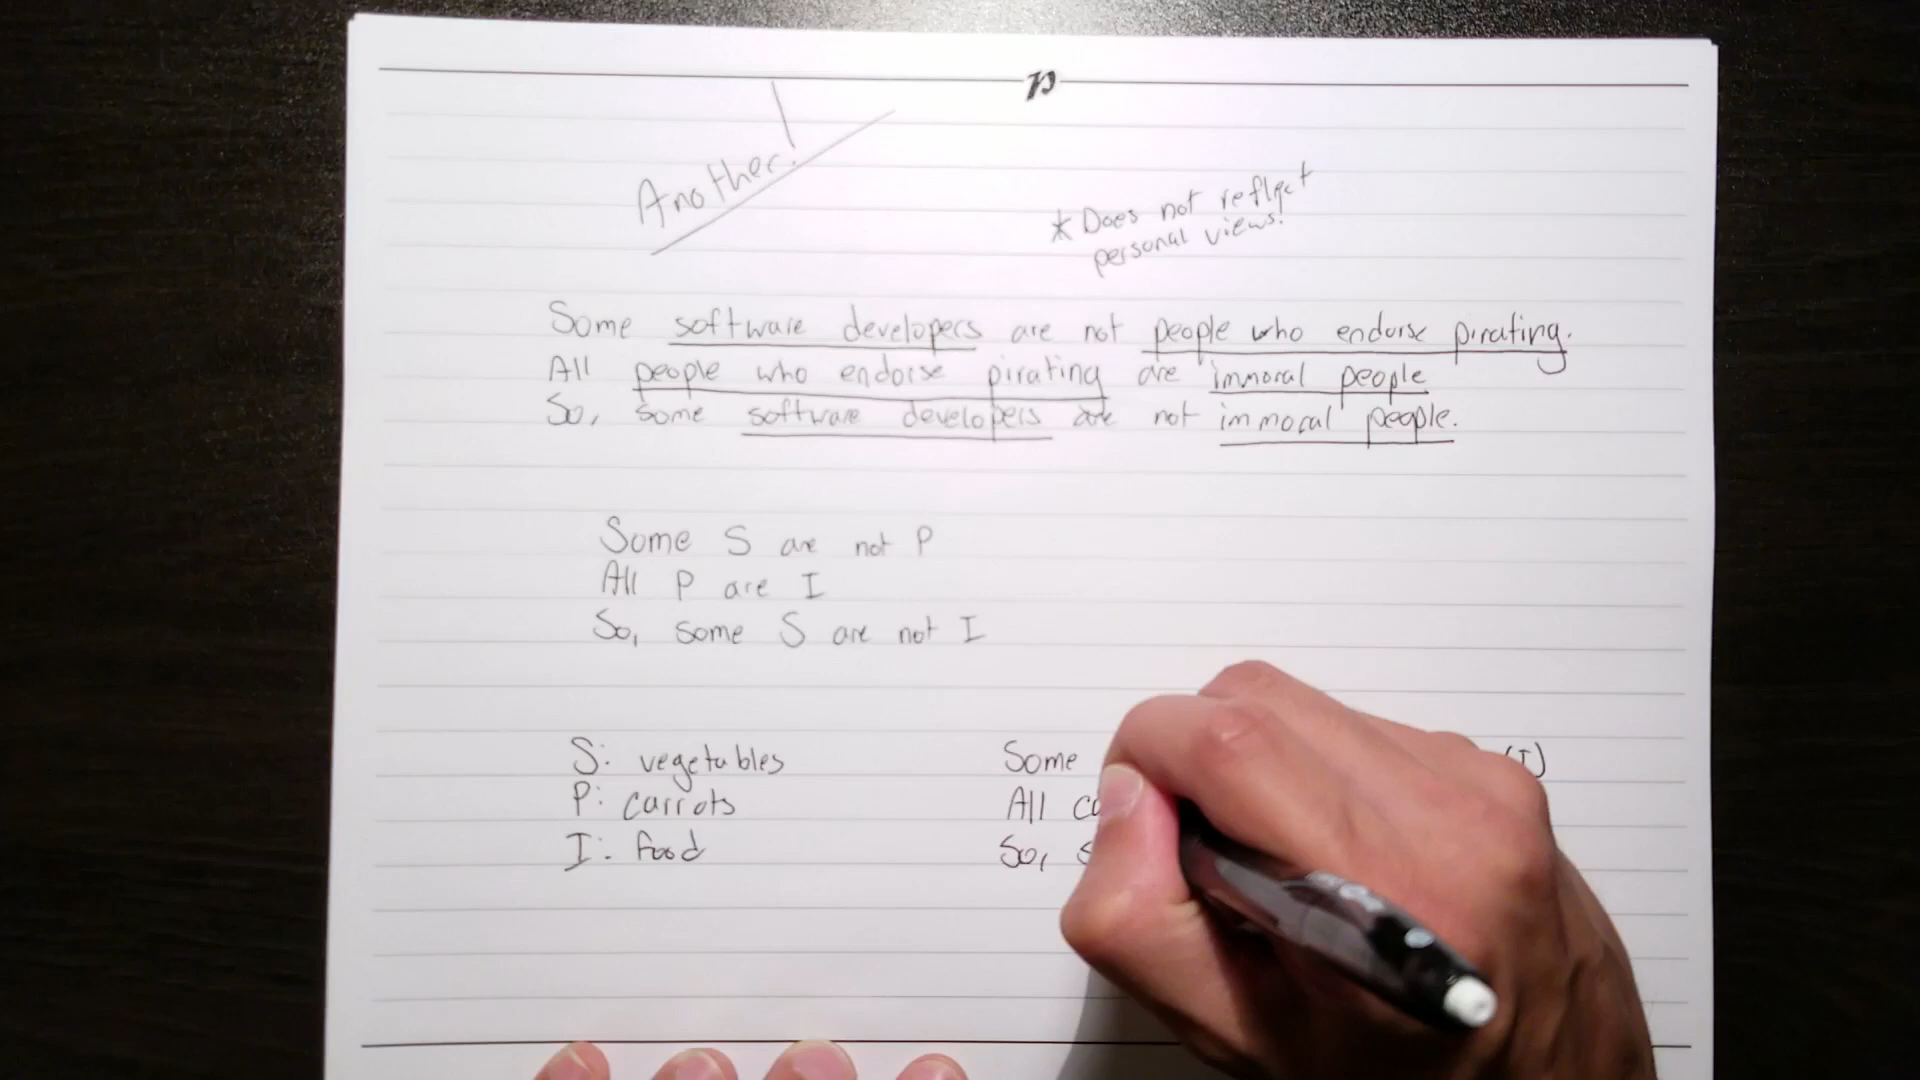 Another!
* Does not reflect
personal views!
Some software developers are not people who endorse pirating.
All people who endorse pirating are immoral people
So, some software developers are not immoral people.
Some S are not P
All P are I
So, some S are not I
S: vegetables
P: carrots
I: food
Some (I)
All
So,